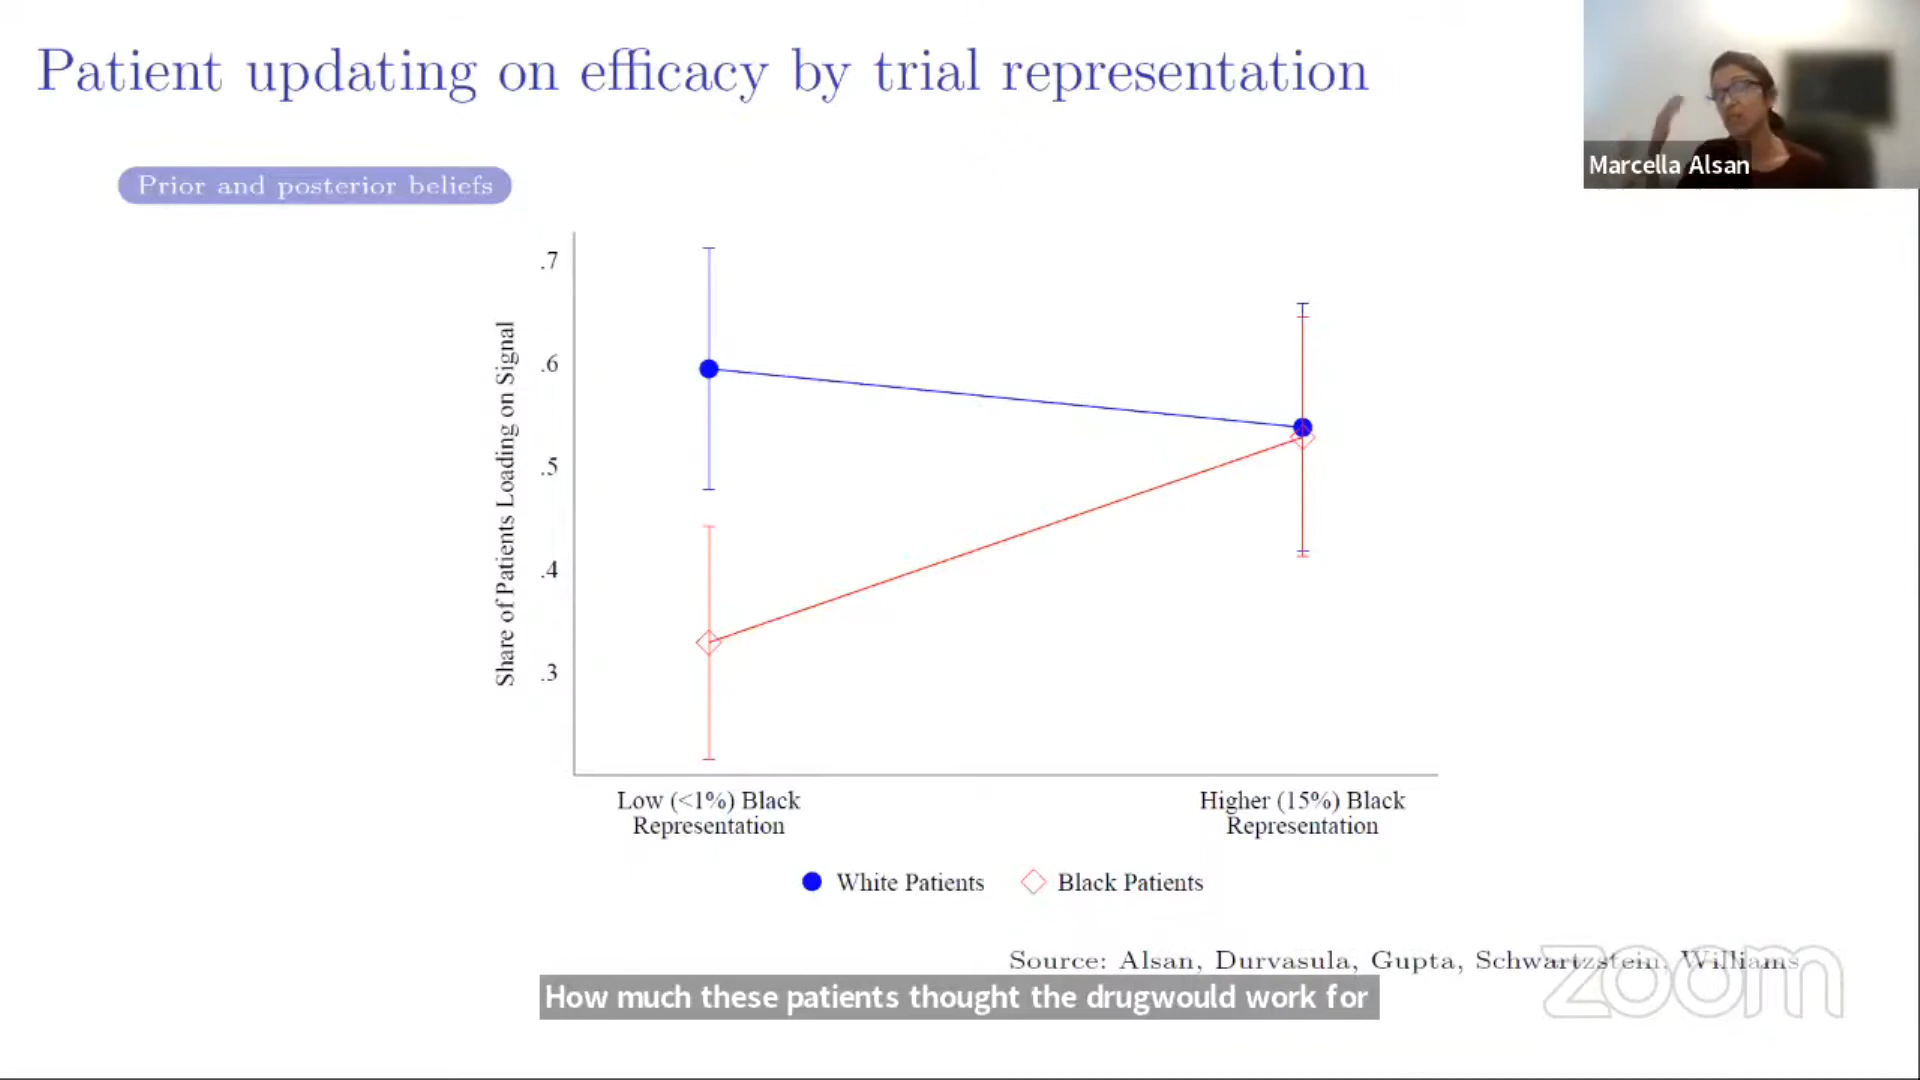 Patient updating on efficacy by trial representation
Marcella Alsan
Prior and posterior beliefs
Share of Patients Loading on Signal
.7
.6
.5
.4
.3
Low (<1%) Black
Representation
Higher (15%) Black
Representation
White Patients
Black Patients
Source: Alsan, Durvasula, Gupta, Schwartzstein, Williams
zoom
How much these patients thought the drugwould work for